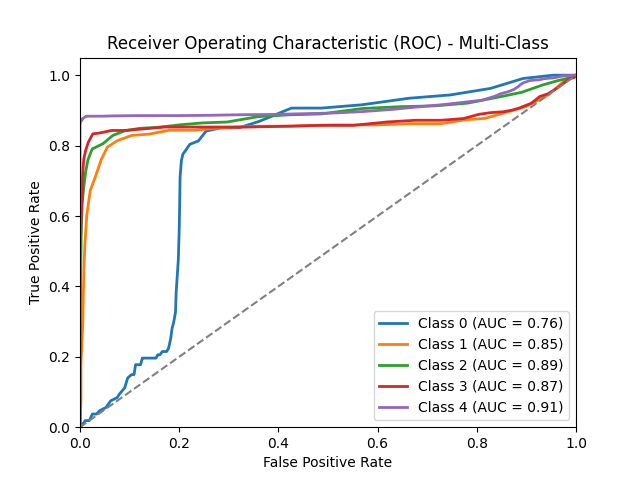 Receiver Operating Characteristic (ROC) - Multi-Class
True Positive Rate
1.0
0.8
0.6
0.4
0.2
0.0
0.0 0.2 0.4 0.6 0.8 1.0
False Positive Rate
Class 0 (AUC = 0.76)
Class 1 (AUC = 0.85)
Class 2 (AUC = 0.89)
Class 3 (AUC = 0.87)
Class 4 (AUC = 0.91)